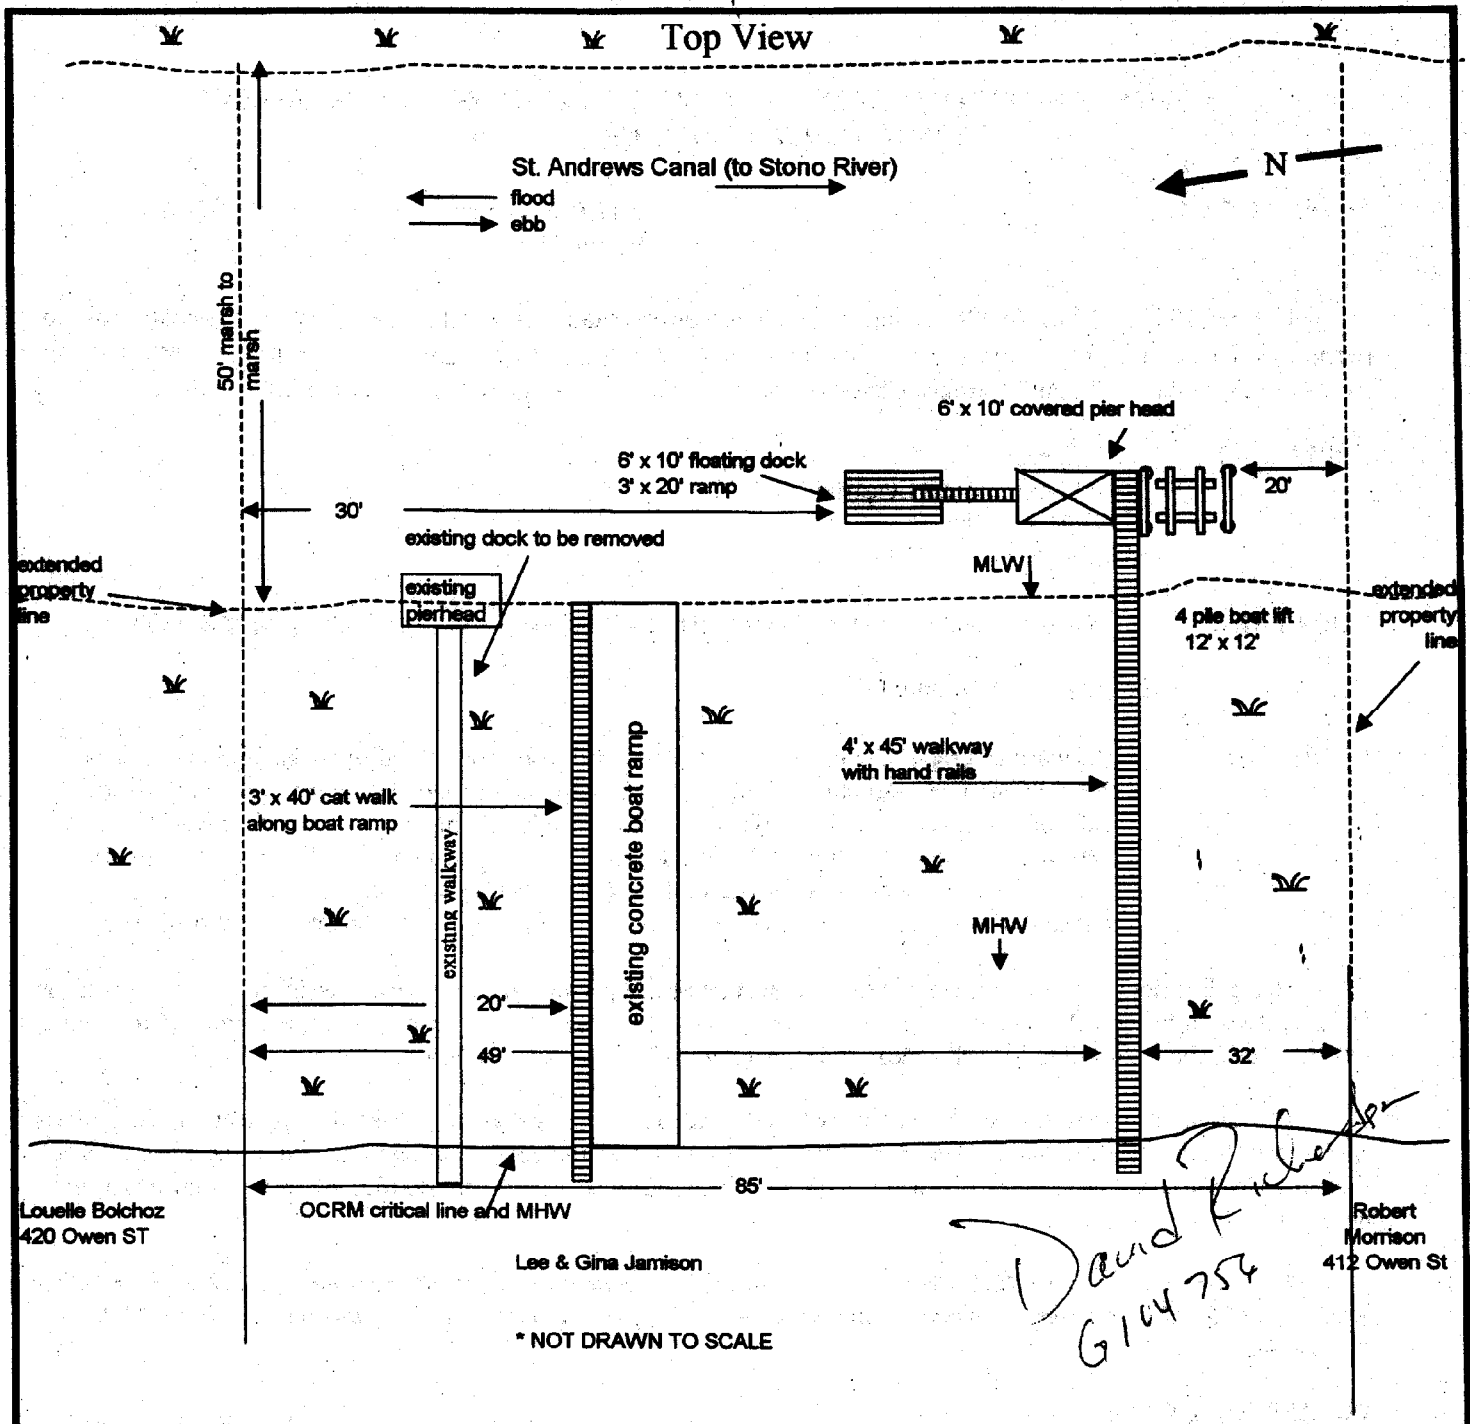 Top View
St. Andrews Canal (to Stono River)
N
flood
ebb
50' marsh to
marsh
6' x 10' covered pier head
6' x 10' floating dock
3' x 20' ramp
20'
30'
existing dock to be removed
MLW
extended
property
line
existing
pierhead
extended
property
line
4 pile boat lift
12' x 12'
existing concrete boat ramp
4' x 45' walkway
with hand rails
3' x 40' cat walk
along boat ramp
existing walkway
MHW
20'
49'
32'
85'
Louelle Bolchoz
420 Owen ST
OCRM critical line and MHW
Robert
Morrison
412 Owen St
Lee & Gina Jamison
David
G104756
* NOT DRAWN TO SCALE